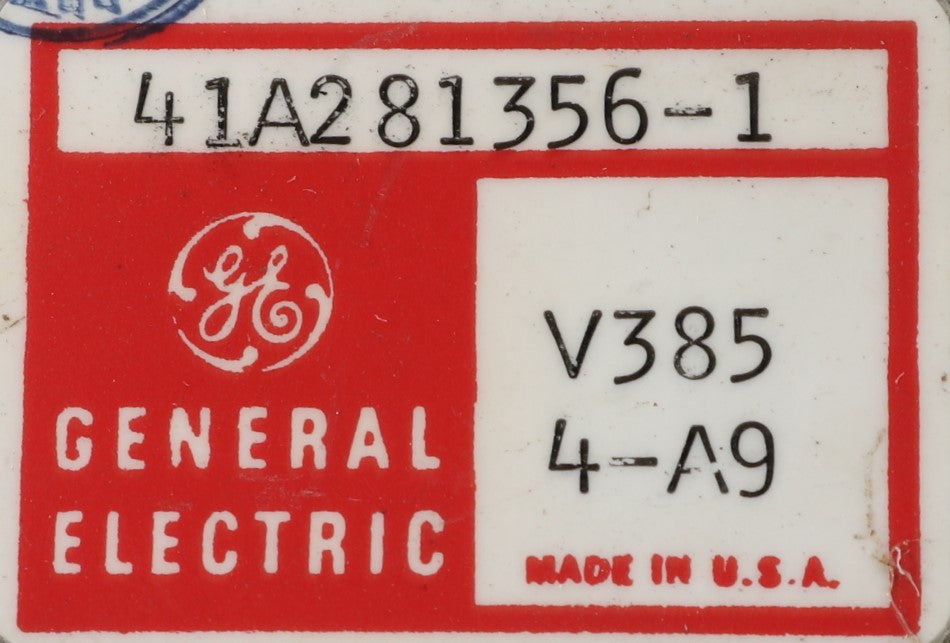 41A281356-1
GE
GENERAL
ELECTRIC
V385
4-A9
MADE IN U.S.A.